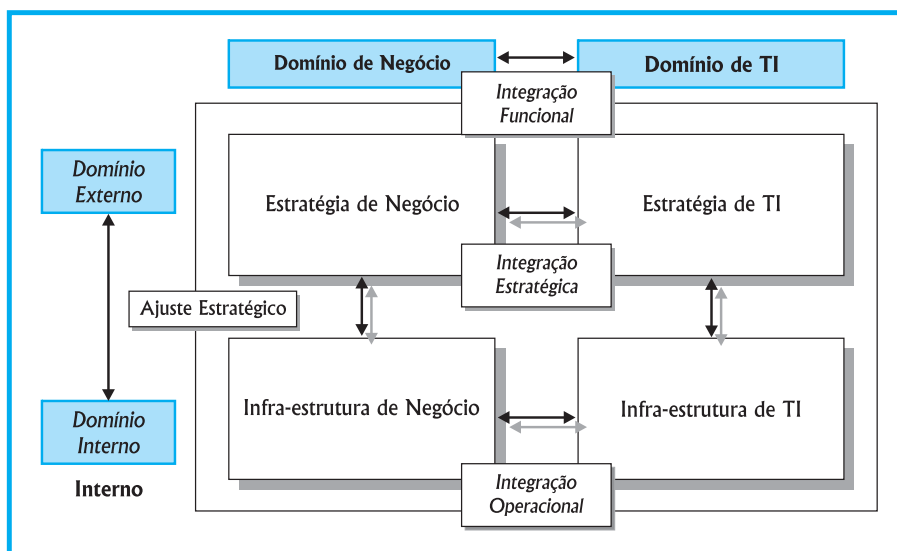 Domínio de Negócio
Domínio de TI
Integração
Funcional
Domínio
Externo
Estratégia de Negócio
Estratégia de TI
Integração
Estratégica
Ajuste Estratégico
Infra-estrutura de Negócio
Infra-estrutura de TI
Domínio
Interno
Interno
Integração
Operacional